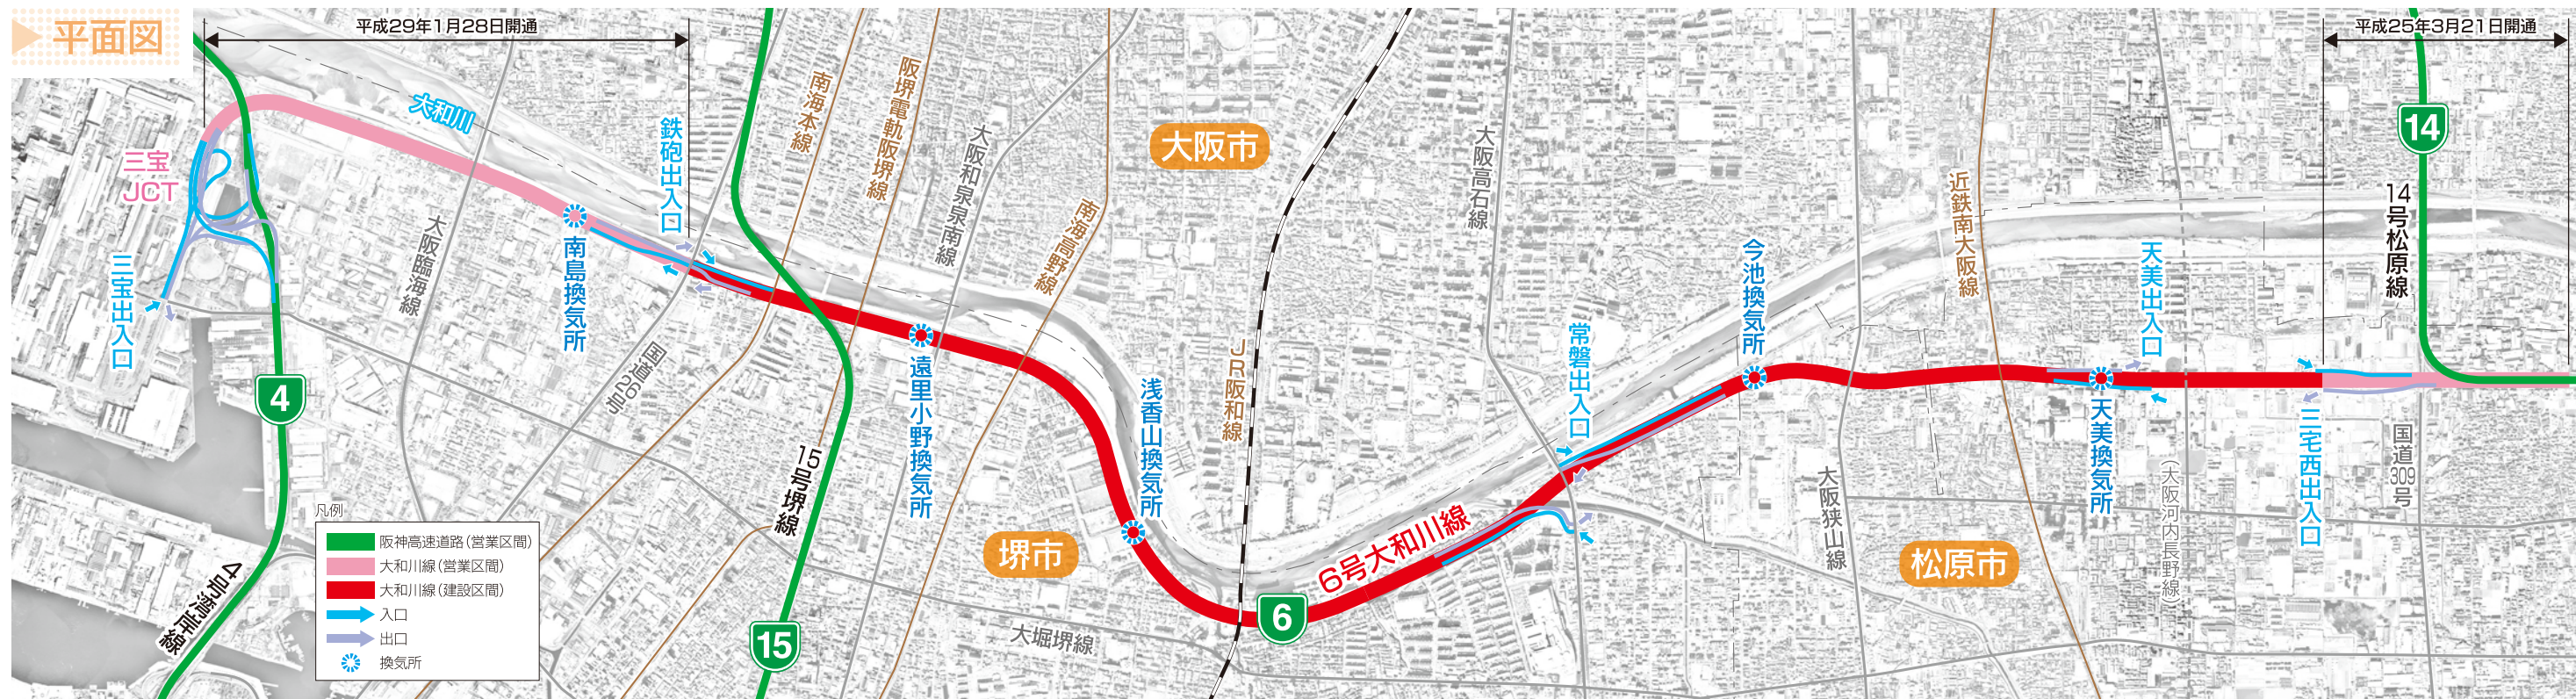 平面図
平成29年1月28日開通
平成25年3月21日開通
大和川
三宝
JCT
三宝出入口
南島換気所
鉄砲出入口
大阪臨海線
国道26号
南海本線
阪堺電軌阪堺線
大阪和泉泉南線
南海高野線
遠里小野換気所
浅香山換気所
大阪市
堺市
松原市
JR阪和線
大阪高石線
常磐出入口
今池換気所
大阪狭山線
近鉄南大阪線
天美出入口
天美換気所
(大阪河内長野線)
三宅西出入口
国道309号
14号松原線
14
4
4号湾岸線
15号堺線
15
6号大和川線
6
大堀堺線
凡例
阪神高速道路(営業区間)
大和川線(営業区間)
大和川線(建設区間)
入口
出口
換気所